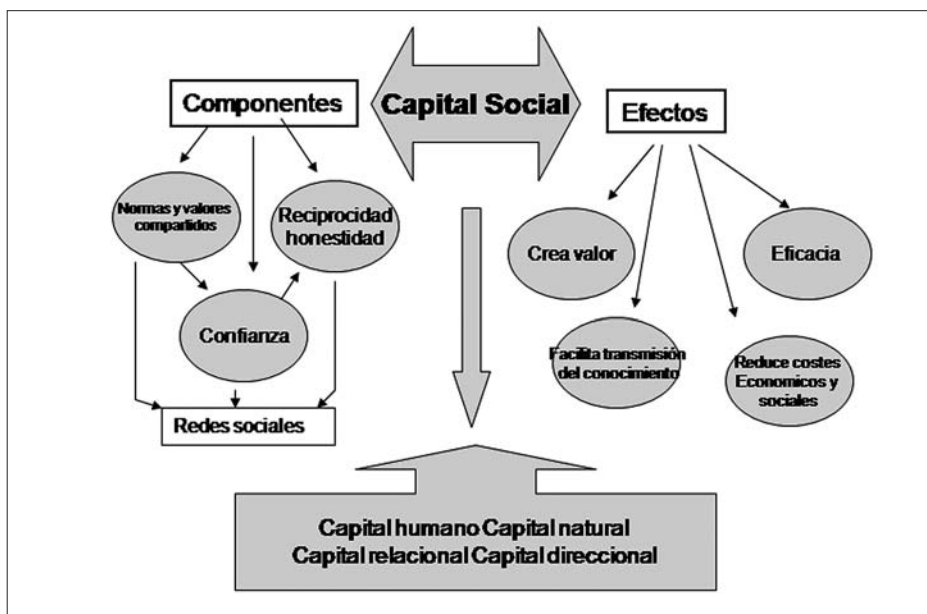 Componentes
Capital Social
Efectos
Normas y valores
compartidos
Reciprocidad
honestidad
Confianza
Redes sociales
Crea valor
Eficacia
Facilita transmisión
del conocimiento
Reduce costes
Economicos y
sociales
Capital humano Capital natural
Capital relacional Capital direccional